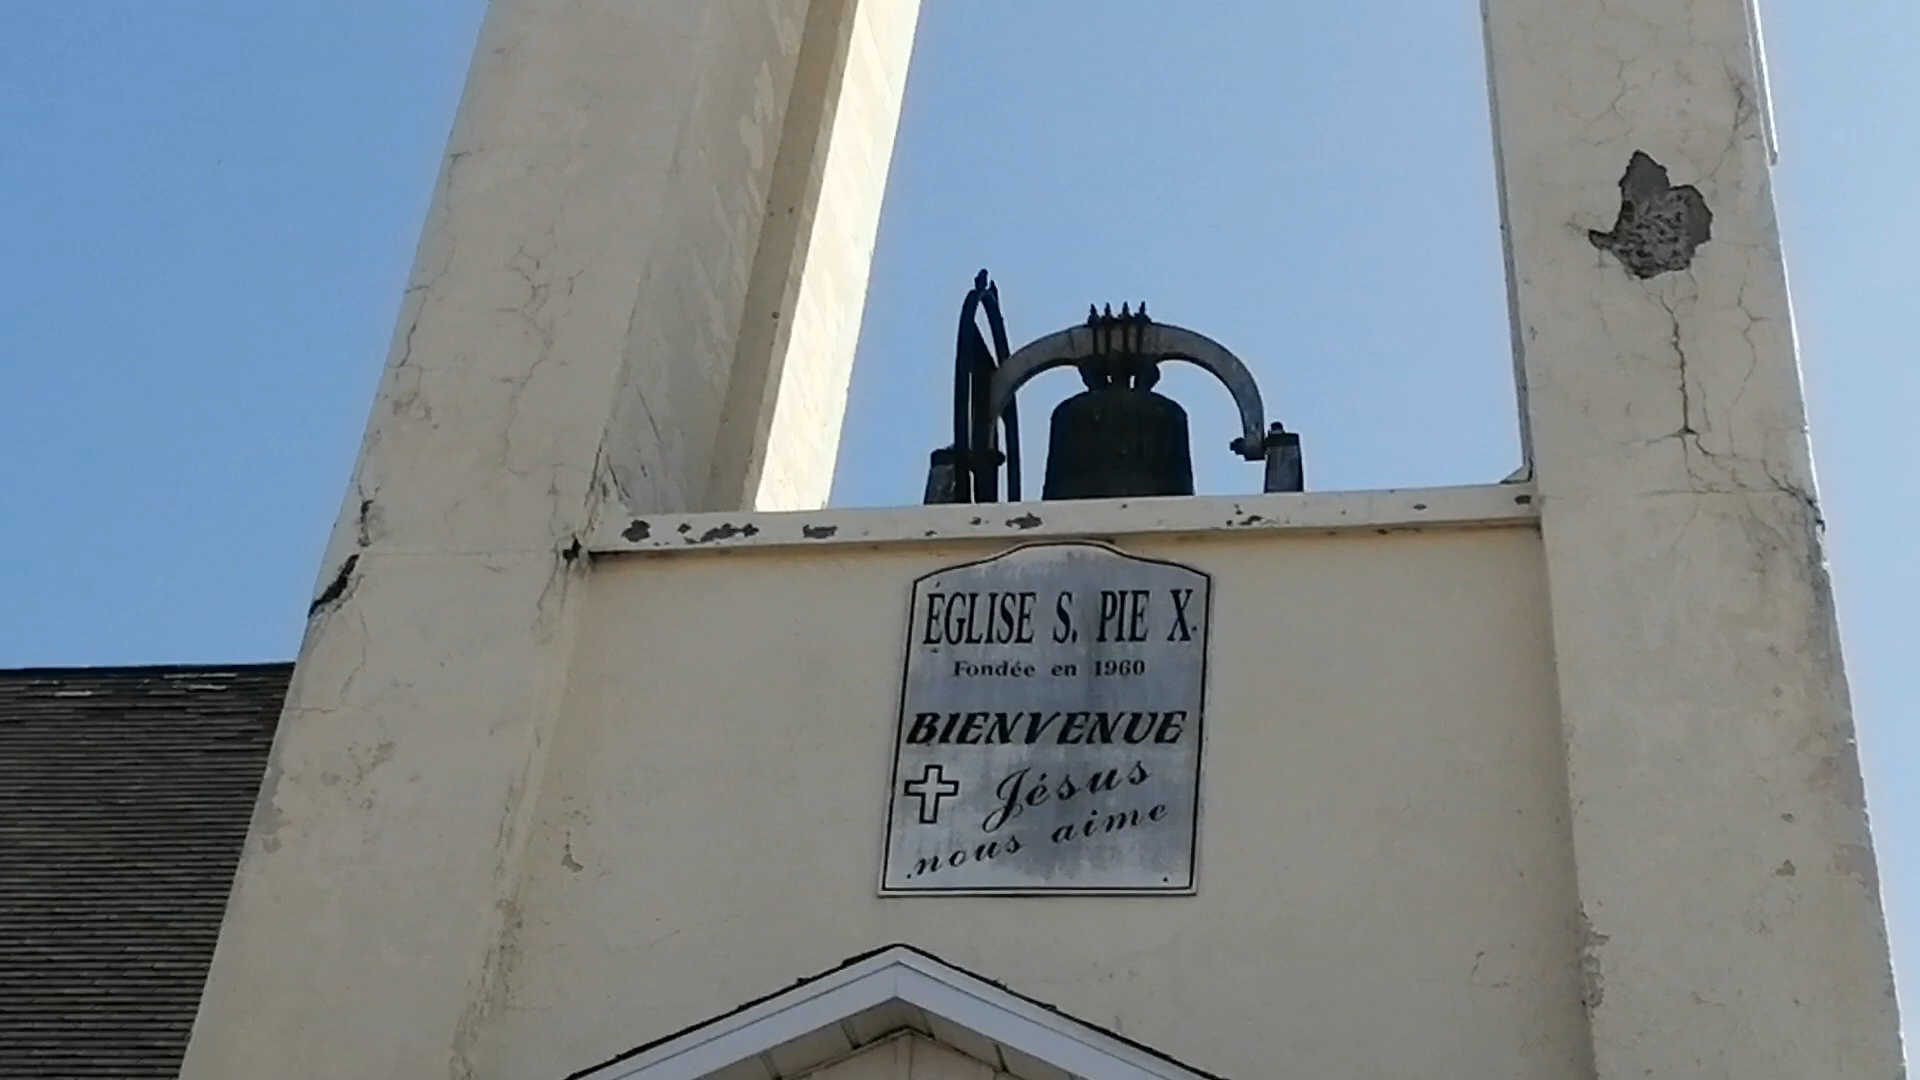 ÉGLISE S. PIE X
Fondée en 1960
BIENVENUE
Jésus
nous aime